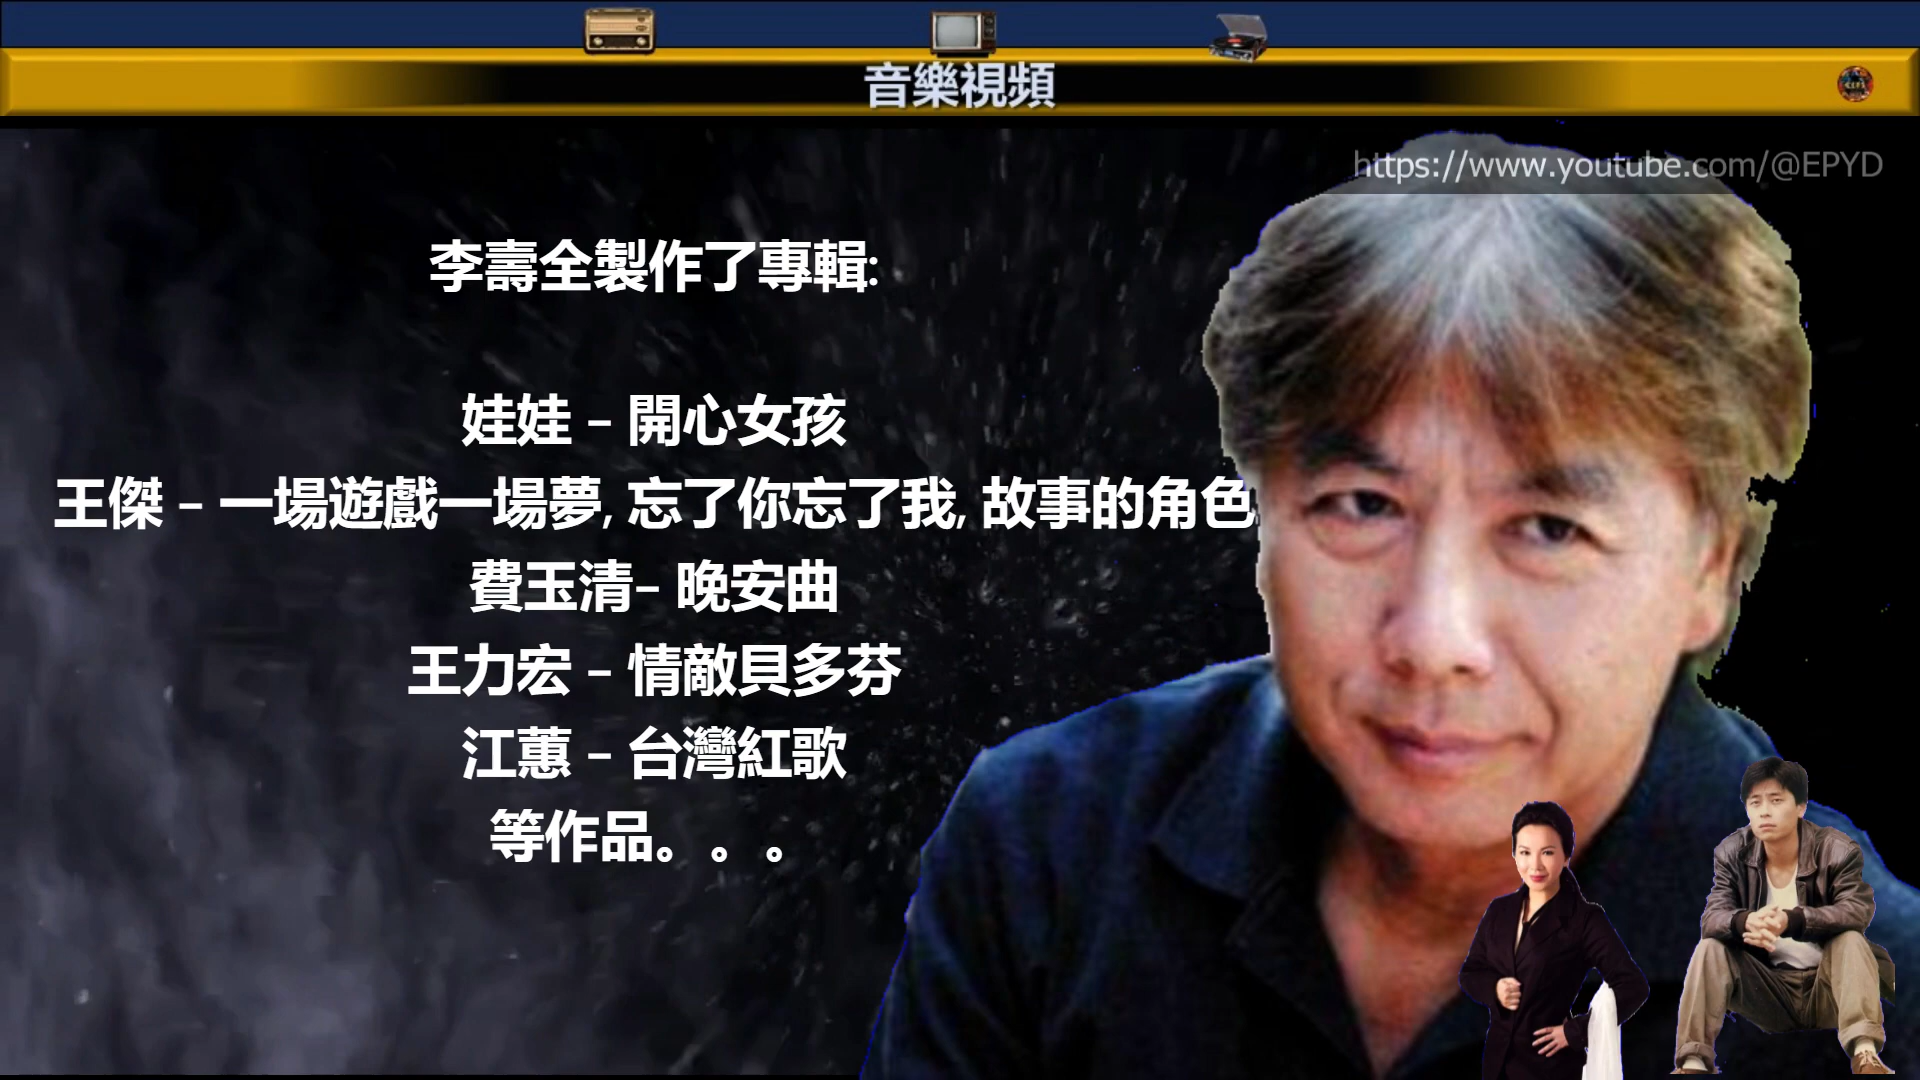 音樂視頻
https://www.youtube.com/@EPYD
李壽全製作了專輯:
娃娃 – 開心女孩
王傑 – 一場遊戲一場夢, 忘了你忘了我, 故事的角色
費玉清– 晚安曲
王力宏 – 情敵貝多芬
江蕙 – 台灣紅歌
等作品。。。